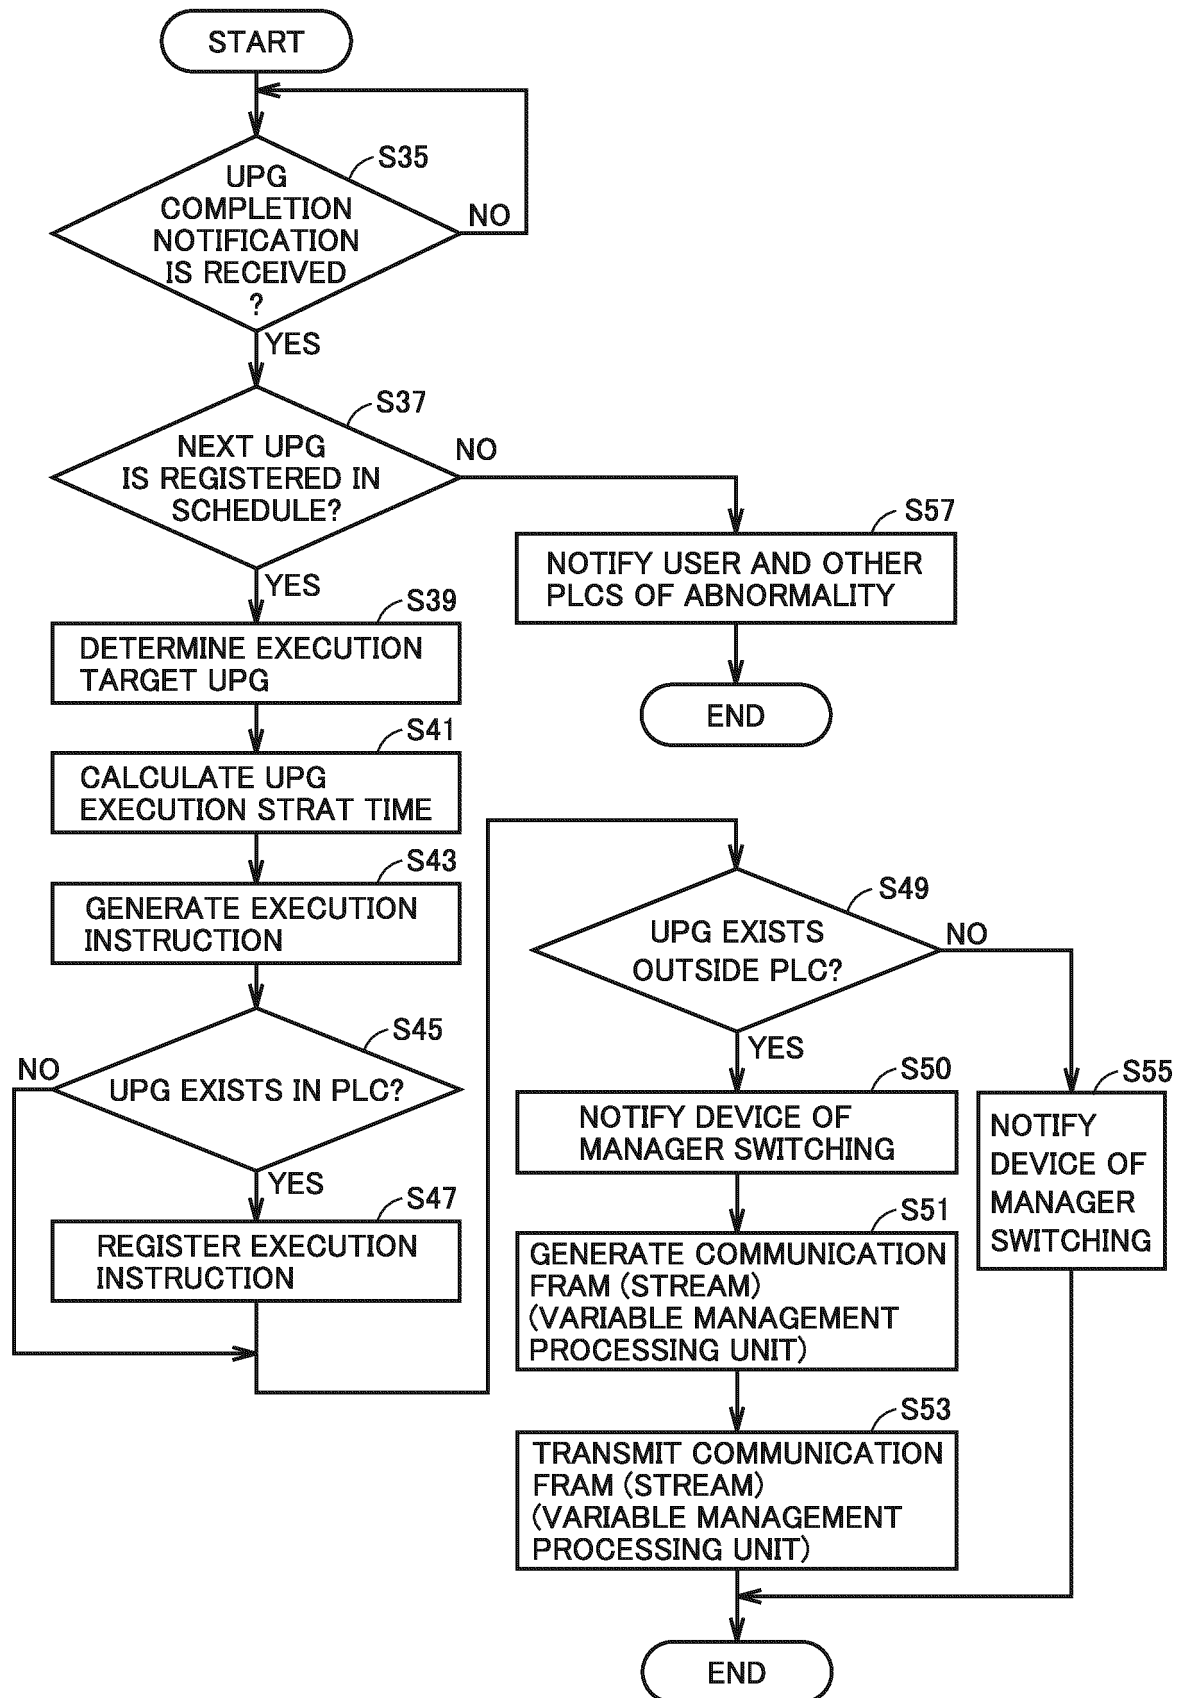 START
S35
UPG
COMPLETION
NOTIFICATION
IS RECEIVED
?
NO
YES
S37
NEXT UPG
IS REGISTERED IN
SCHEDULE?
NO
YES
S57
NOTIFY USER AND OTHER
PLCS OF ABNORMALITY
END
S39
DETERMINE EXECUTION
TARGET UPG
S41
CALCULATE UPG
EXECUTION STRAT TIME
S43
GENERATE EXECUTION
INSTRUCTION
S45
UPG EXISTS IN PLC?
NO
YES
S47
REGISTER EXECUTION
INSTRUCTION
S49
UPG EXISTS
OUTSIDE PLC?
NO
YES
S50
NOTIFY DEVICE OF
MANAGER SWITCHING
S51
GENERATE COMMUNICATION
FRAM (STREAM)
(VARIABLE MANAGEMENT
PROCESSING UNIT)
S53
TRANSMIT COMMUNICATION
FRAM (STREAM)
(VARIABLE MANAGEMENT
PROCESSING UNIT)
S55
NOTIFY
DEVICE OF
MANAGER
SWITCHING
END